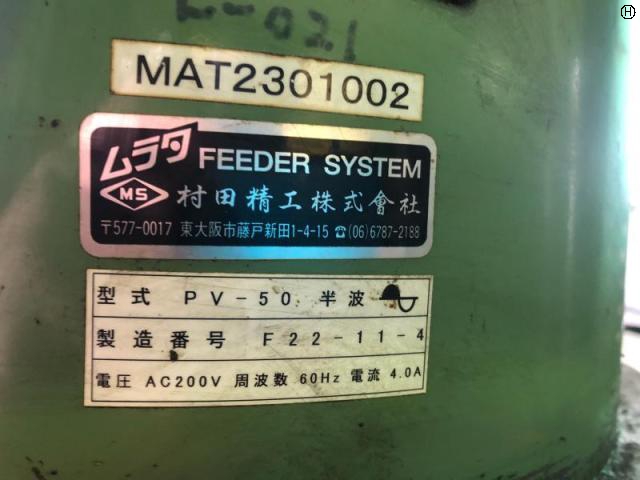 MAT2301002
ムラタ FEEDER SYSTEM
MS 村田精工株式會社
〒577-0017 東大阪市藤戸新田1-4-15 ☎(06)6787-2188
型式 PV-50 半波
製造番号 F22-11-4
電圧 AC200V 周波数 60Hz 電流 4.0A
H